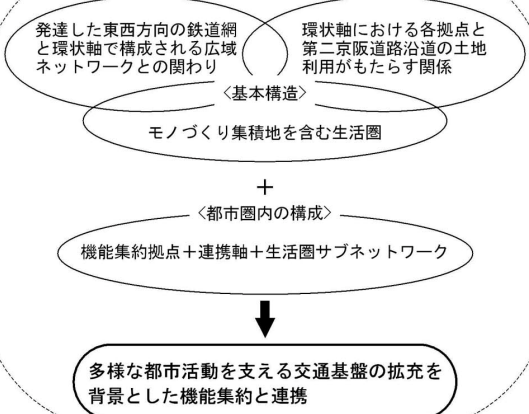 発達した東西方向の鉄道網
と環状軸で構成される広域
ネットワークとの関わり
環状軸における各拠点と
第二京阪道路沿道の土地
利用がもたらす関係
〈基本構造〉
モノづくり集積地を含む生活圏
+
〈都市圏内の構成〉
機能集約拠点+連携軸+生活圏サブネットワーク
多様な都市活動を支える交通基盤の拡充を
背景とした機能集約と連携